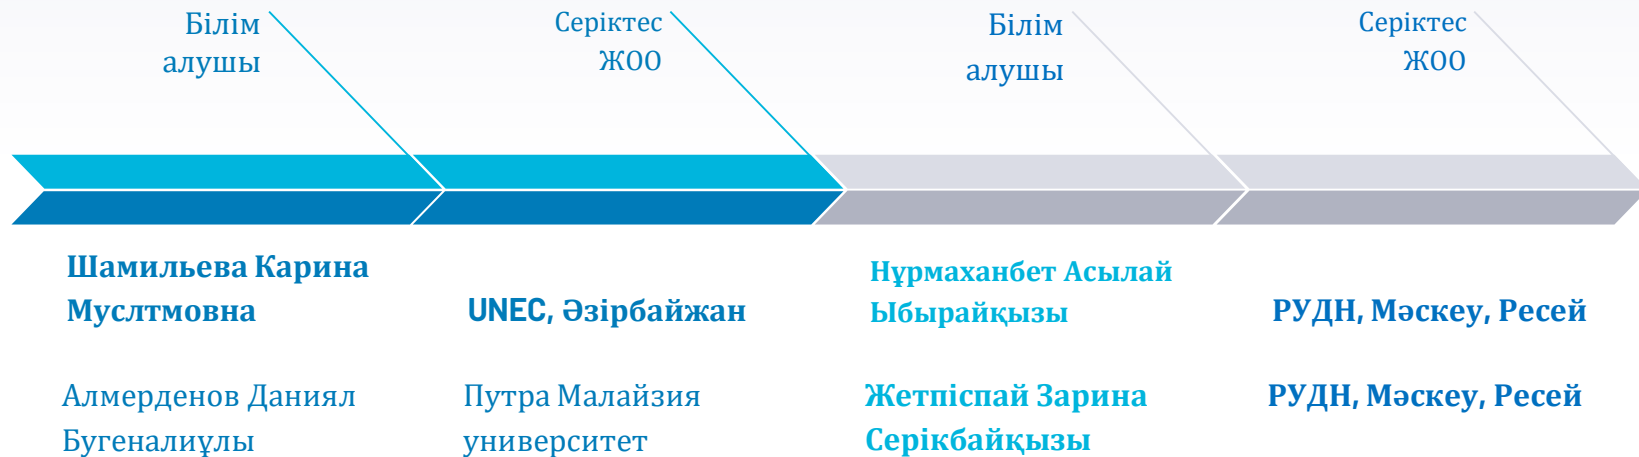 Білім
алушы
Серіктес
ЖОО
Білім
алушы
Серіктес
ЖОО
Шамильева Карина
Муслтмовна
UNEC, Әзірбайжан
Нұрмаханбет Асылай
Ыбырайқызы
РУДН, Мәскеу, Ресей
Алмерденов Даниял
Бугеналиұлы
Путра Малайзия
университет
Жетпіспай Зарина
Серікбайқызы
РУДН, Мәскеу, Ресей